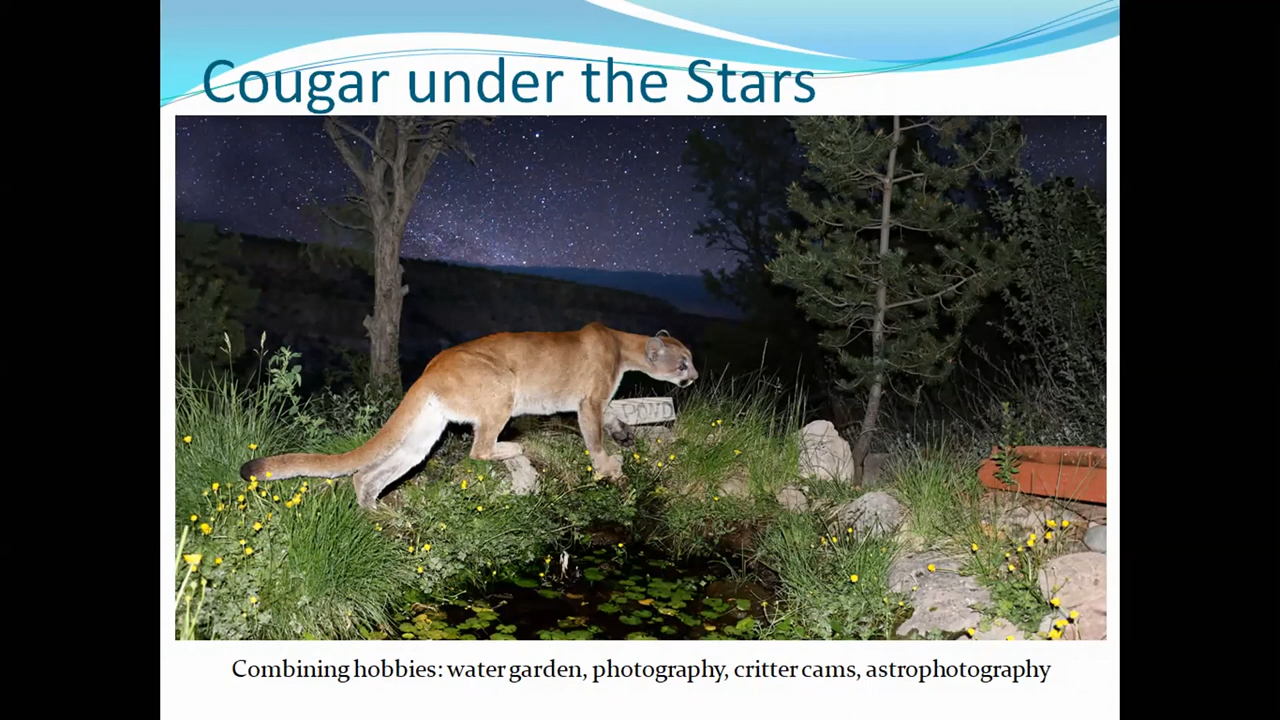 Cougar under the Stars
POND
Combining hobbies: water garden, photography, critter cams, astrophotography